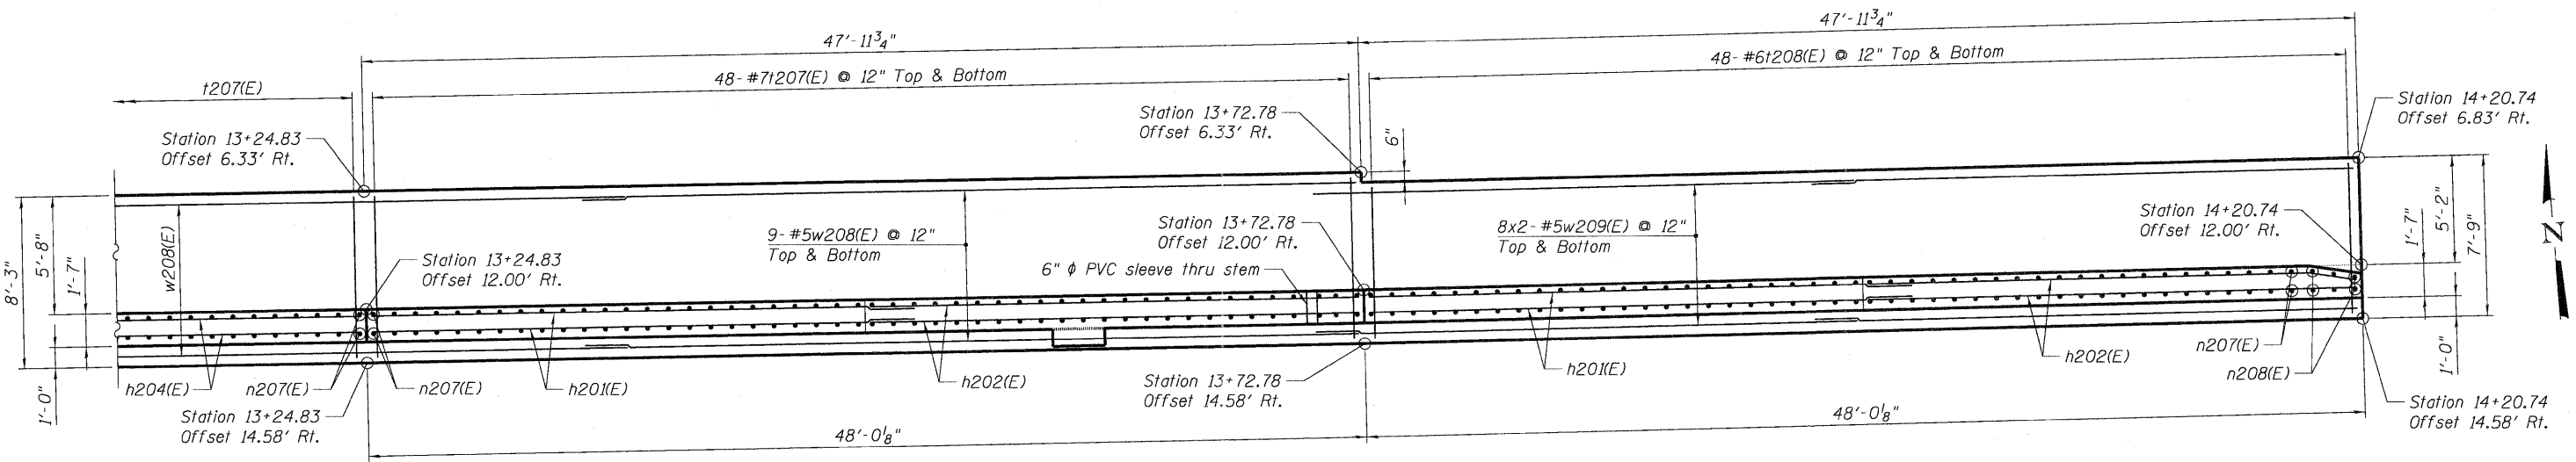 47'-11¾"
47'-11¾"
48-#7t207(E) @ 12" Top & Bottom
48-#6t208(E) @ 12" Top & Bottom
t207(E)
Station 13+24.83
Offset 6.33' Rt.
Station 13+72.78
Offset 6.33' Rt.
6"
Station 14+20.74
Offset 6.83' Rt.
8'-3"
5'-8"
1'-7"
w208(E)
9-#5w208(E) @ 12"
Top & Bottom
Station 13+72.78
Offset 12.00' Rt.
8x2-#5w209(E) @ 12"
Top & Bottom
Station 14+20.74
Offset 12.00' Rt.
1'-7"
5'-2"
7'-9"
N
Station 13+24.83
Offset 12.00' Rt.
6" ϕ PVC sleeve thru stem
1'-0"
h204(E)
n207(E)
n207(E)
h201(E)
h202(E)
h201(E)
h202(E)
n207(E)
n208(E)
1'-0"
Station 13+24.83
Offset 14.58' Rt.
Station 13+72.78
Offset 14.58' Rt.
Station 14+20.74
Offset 14.58' Rt.
48'-0⅛"
48'-0⅛"